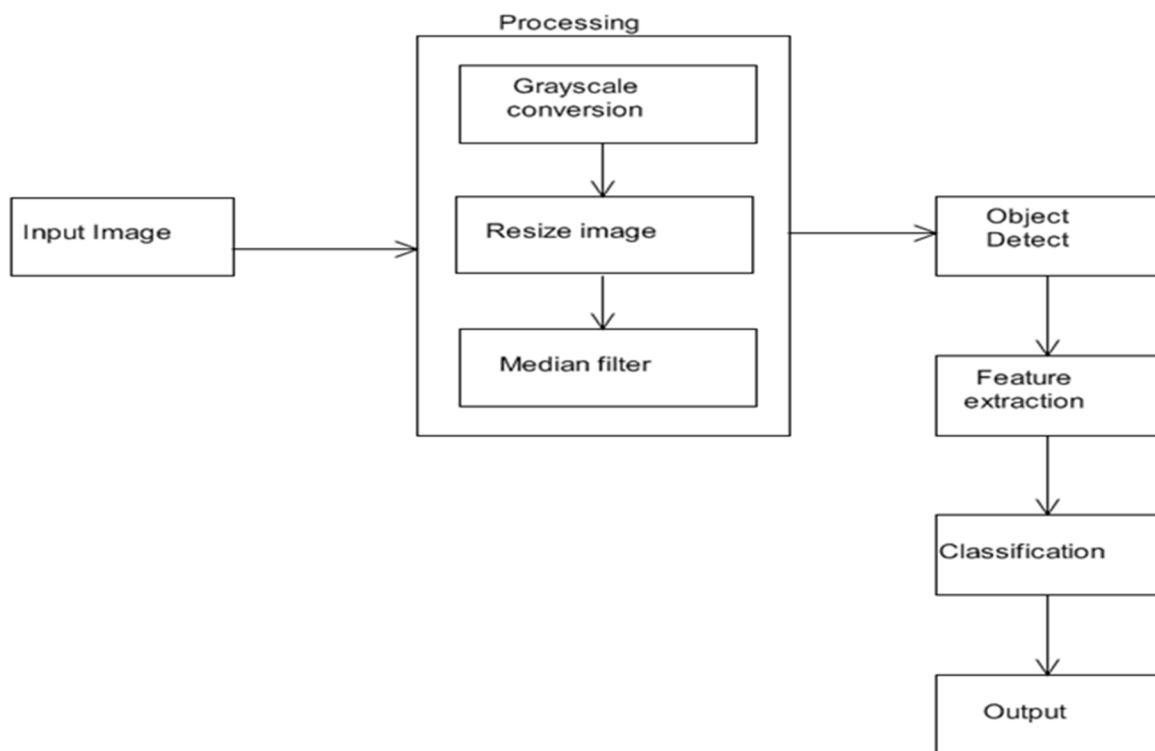 Processing
Grayscale
conversion
Input Image
Resize image
Median filter
Object
Detect
Feature
extraction
Classification
Output